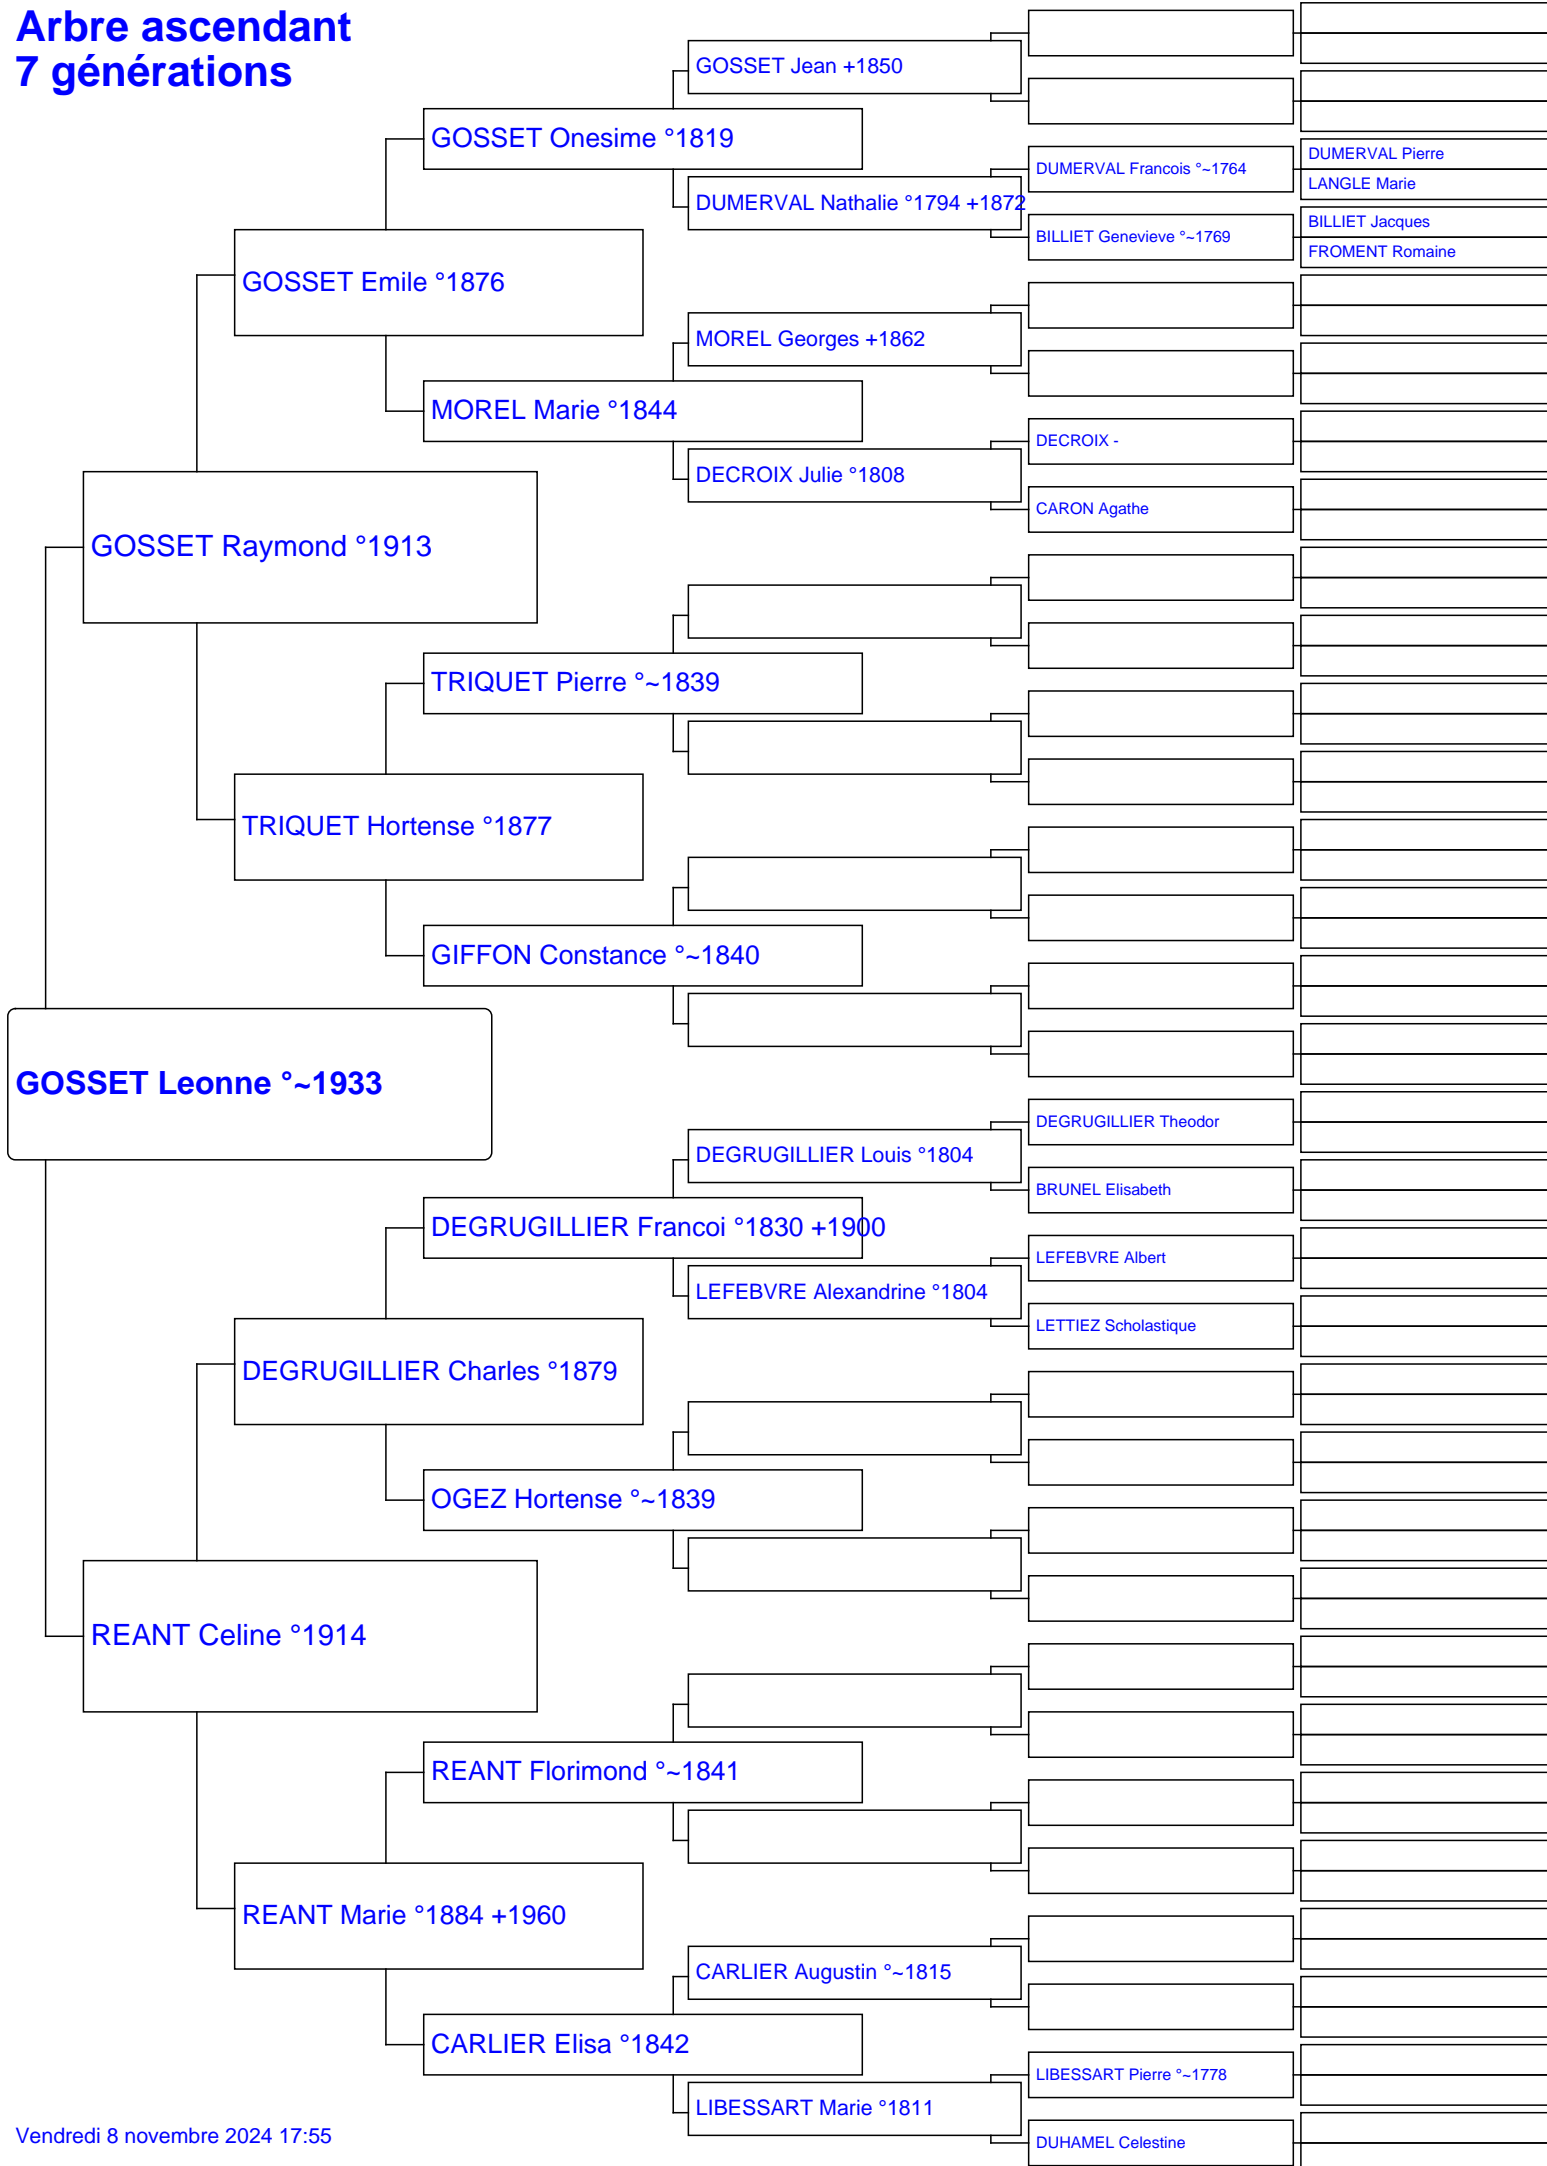 Arbre ascendant
7 générations
GOSSET Jean +1850
GOSSET Onesime °1819
DUMERVAL Pierre
DUMERVAL Francois °~1764
LANGLE Marie
DUMERVAL Nathalie °1794 +1872
BILLIET Jacques
BILLIET Genevieve °~1769
FROMENT Romaine
GOSSET Emile °1876
MOREL Georges +1862
MOREL Marie °1844
DECROIX -
DECROIX Julie °1808
CARON Agathe
GOSSET Raymond °1913
TRIQUET Pierre °~1839
TRIQUET Hortense °1877
GIFFON Constance °~1840
GOSSET Leonne °~1933
DEGRUGILLIER Theodor
DEGRUGILLIER Louis °1804
BRUNEL Elisabeth
DEGRUGILLIER Francoi °1830 +1900
LEFEBVRE Albert
LEFEBVRE Alexandrine °1804
LETTIEZ Scholastique
DEGRUGILLIER Charles °1879
OGEZ Hortense °~1839
REANT Celine °1914
REANT Florimond °~1841
REANT Marie °1884 +1960
CARLIER Augustin °~1815
CARLIER Elisa °1842
LIBESSART Pierre °~1778
LIBESSART Marie °1811
DUHAMEL Celestine
Vendredi 8 novembre 2024 17:55